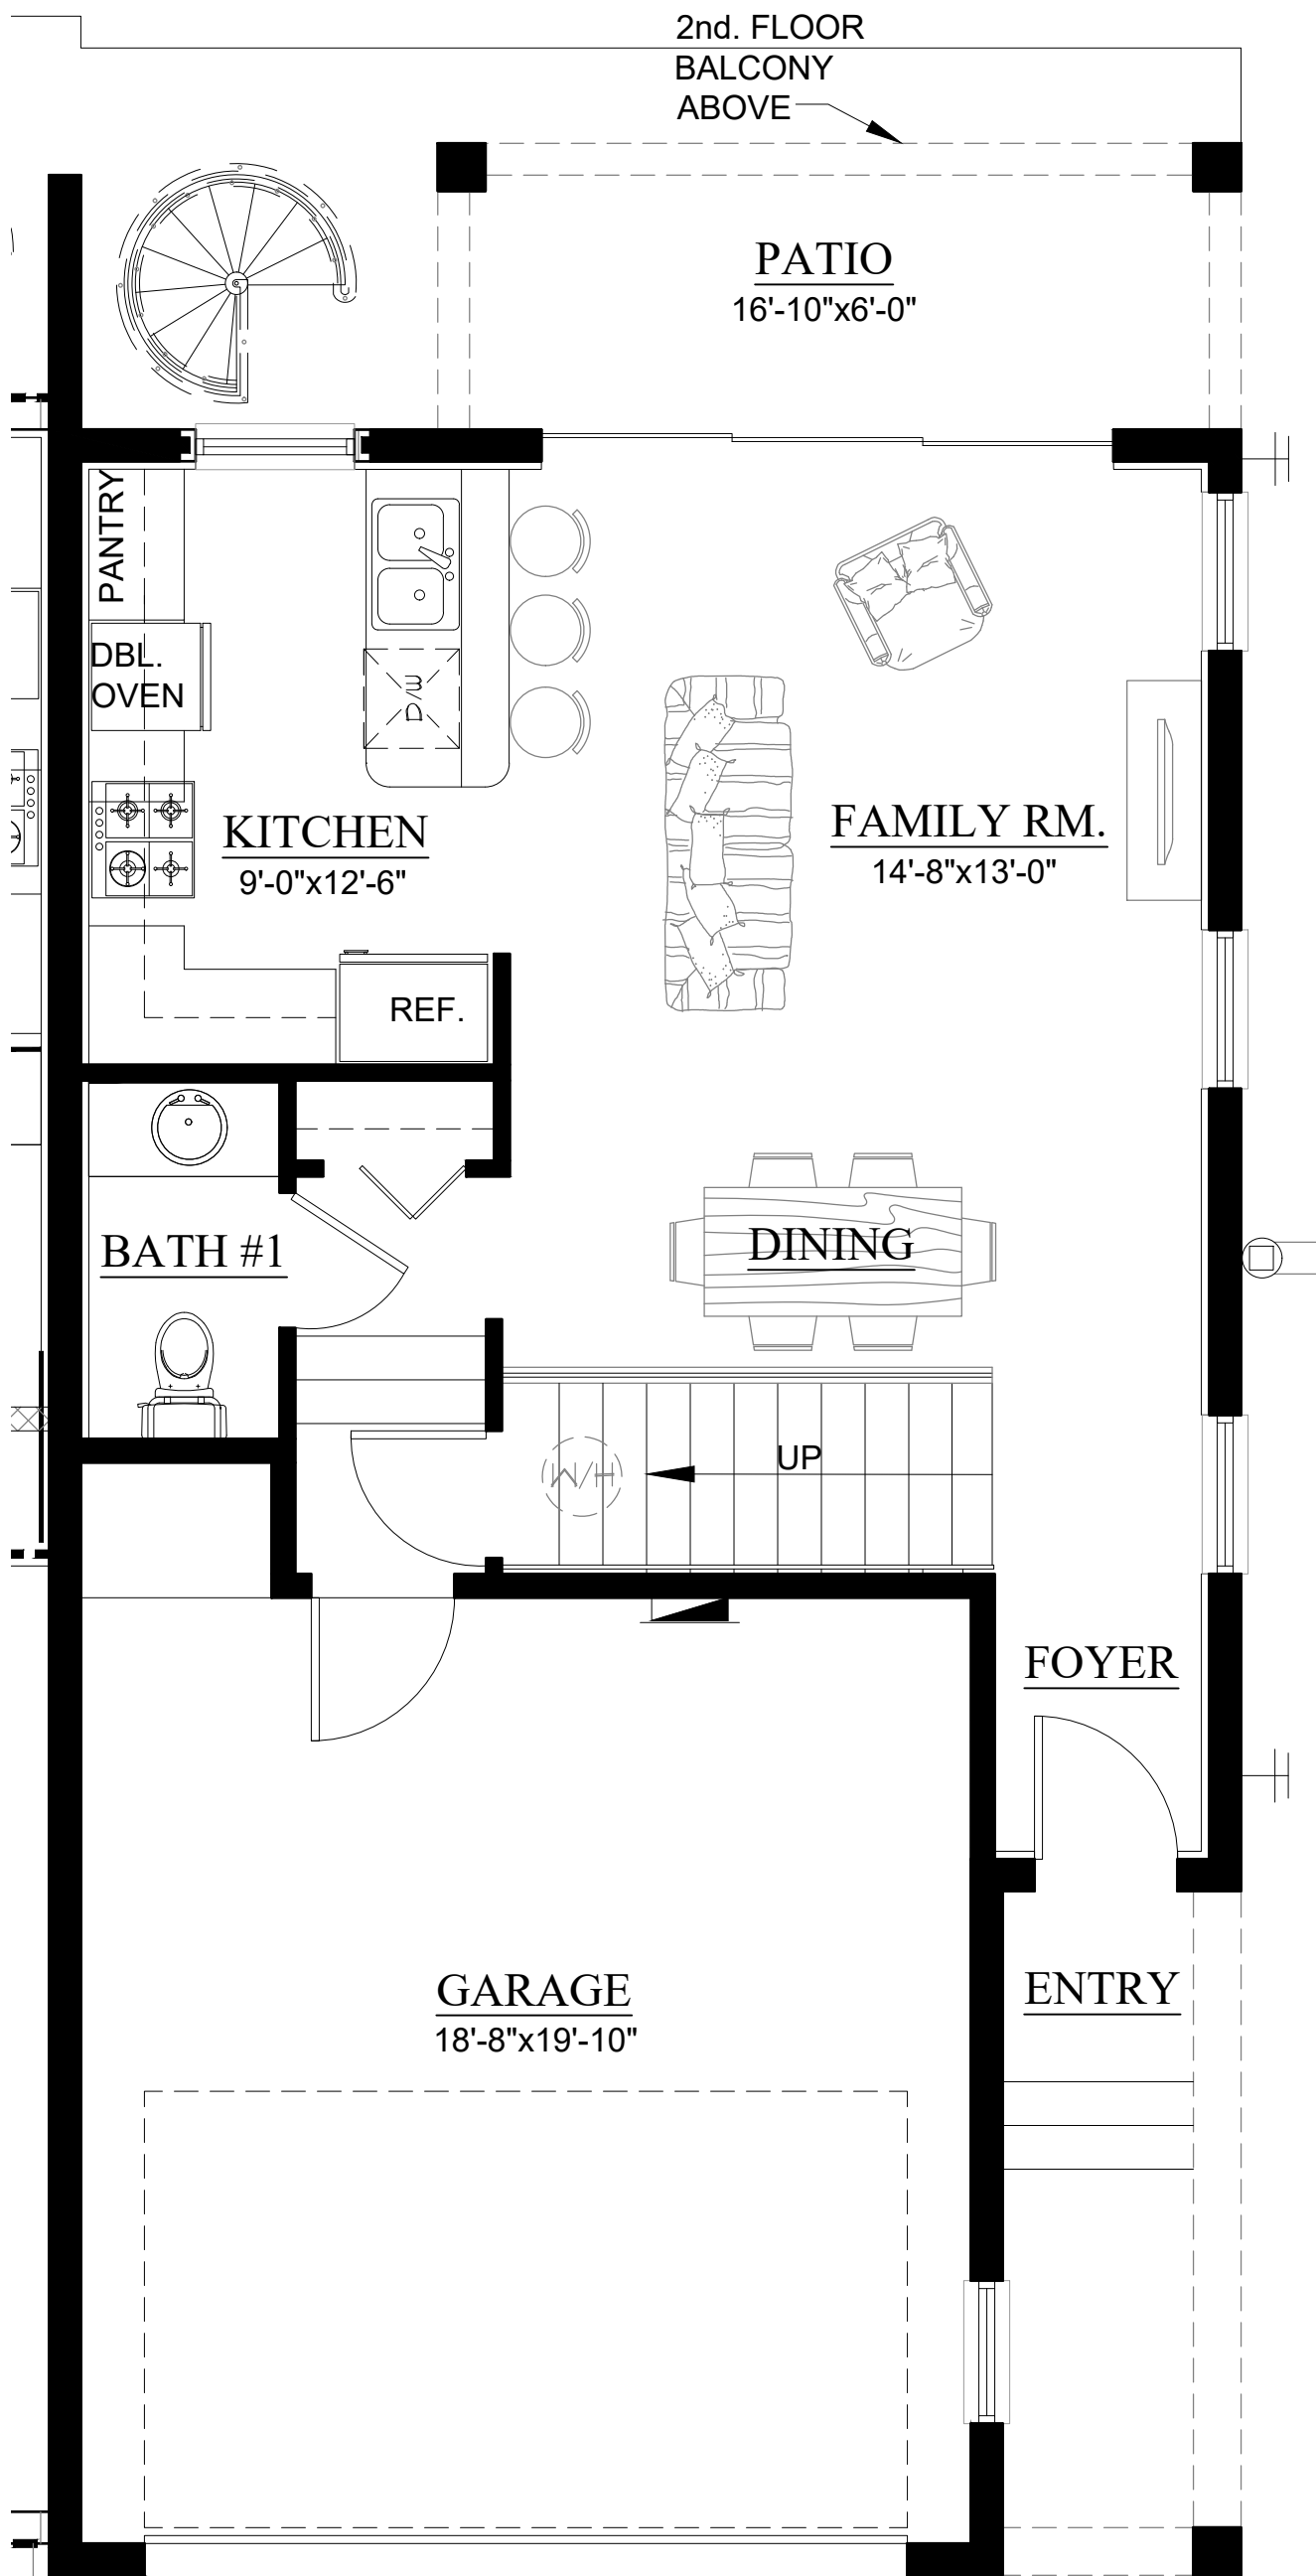 2nd. FLOOR
BALCONY
ABOVE
PATIO
16'-10"x6'-0"
PANTRY
DBL.
OVEN
D/W
KITCHEN
9'-0"x12'-6"
FAMILY RM.
14'-8"x13'-0"
REF.
BATH #1
DINING
UP
W/H
FOYER
GARAGE
18'-8"x19'-10"
ENTRY